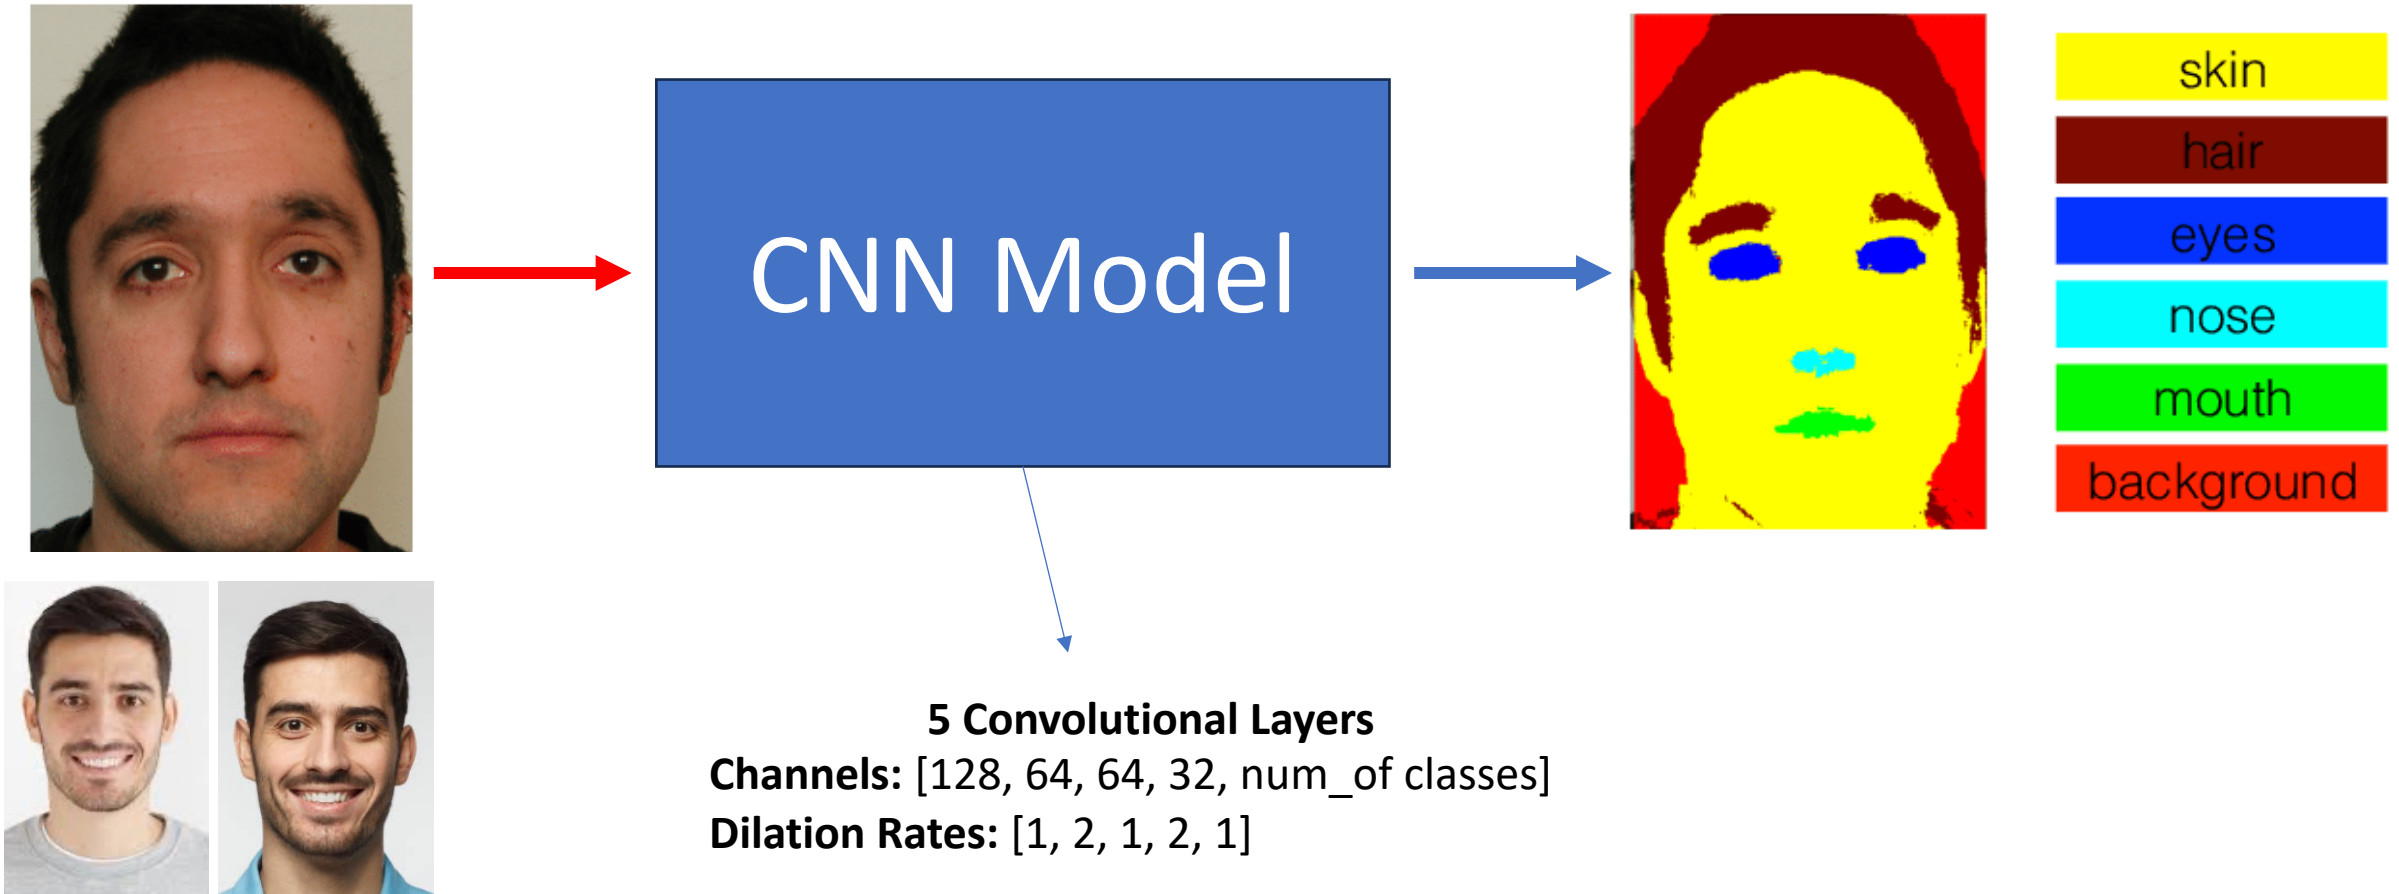 CNN Model
skin
hair
eyes
nose
mouth
background
5 Convolutional Layers
Channels: [128, 64, 64, 32, num_of classes]
Dilation Rates: [1, 2, 1, 2, 1]